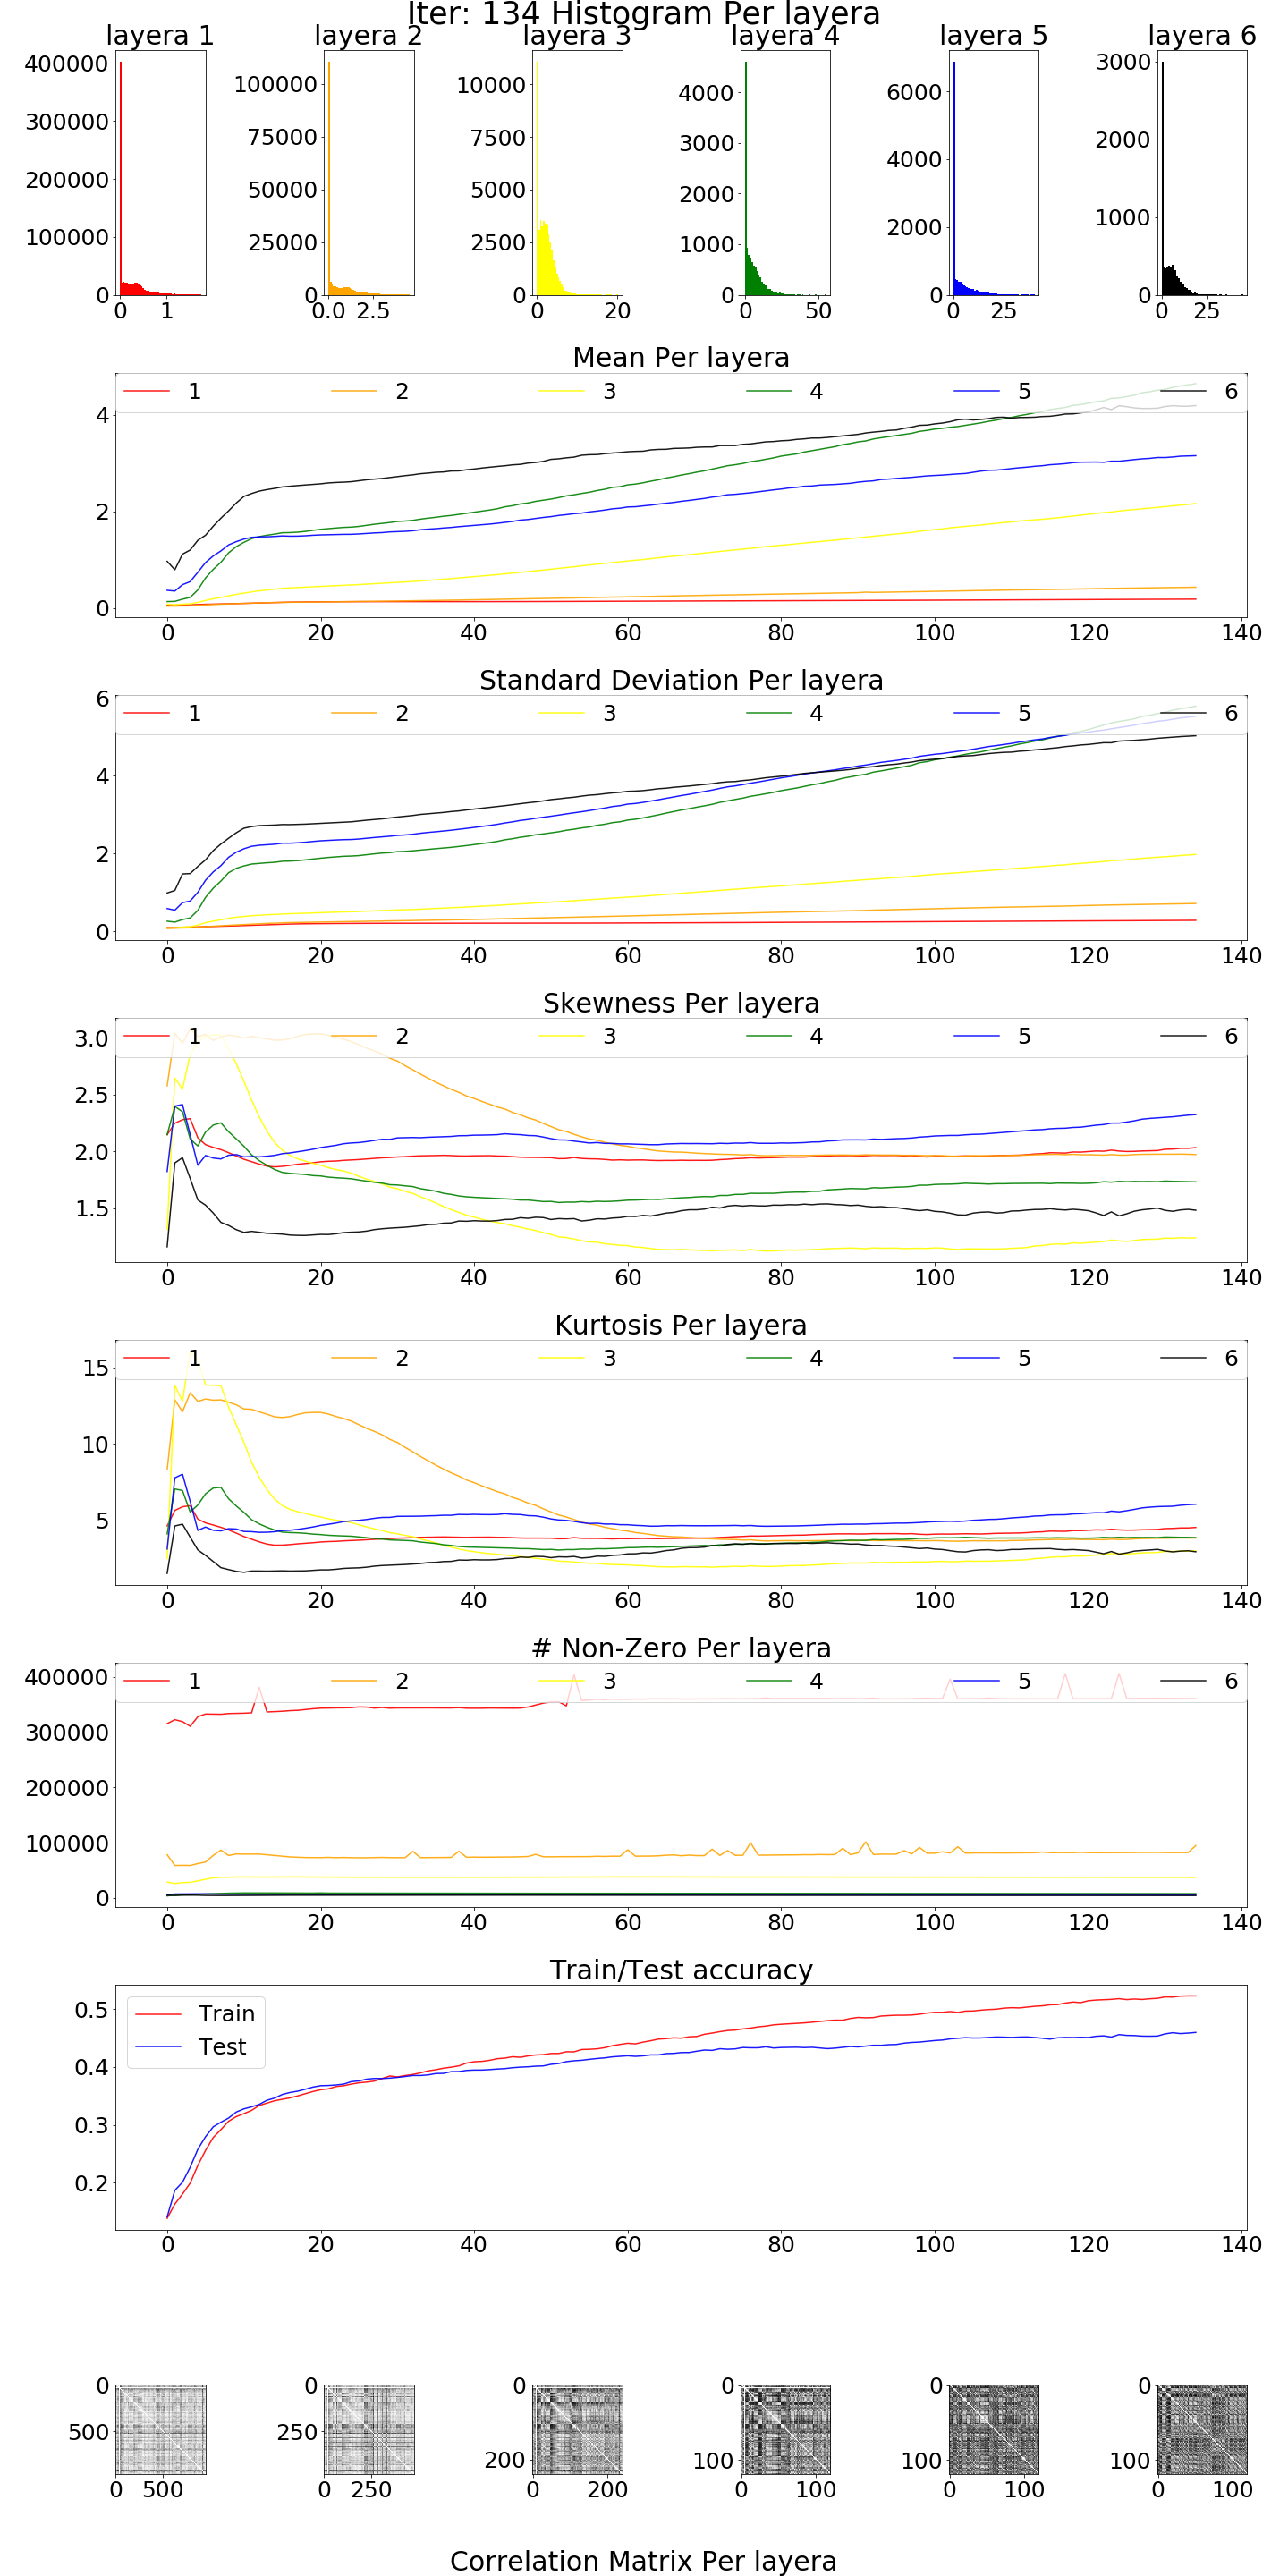 Iter: 134 Histogram Per layera
layera 1 layera 2 layera 3 layera 4 layera 5 layera 6
400000 300000 200000 100000 0
0 1
100000 75000 50000 25000 0
0.0 2.5
10000 7500 5000 2500 0
0 20
4000 3000 2000 1000 0
0 50
6000 4000 2000 0
0 25
3000 2000 1000 0
0 25
Mean Per layera
1 2 3 4 5 6
4
2
0
0 20 40 60 80 100 120 140
Standard Deviation Per layera
1 2 3 4 5 6
6
4
2
0
0 20 40 60 80 100 120 140
Skewness Per layera
1 2 3 4 5 6
3.0
2.5
2.0
1.5
0 20 40 60 80 100 120 140
Kurtosis Per layera
1 2 3 4 5 6
15
10
5
0 20 40 60 80 100 120 140
# Non-Zero Per layera
1 2 3 4 5 6
400000
300000
200000
100000
0
0 20 40 60 80 100 120 140
Train/Test accuracy
Train
Test
0.5
0.4
0.3
0.2
0 20 40 60 80 100 120 140
0 500
0 500
0 250
0 250
0 200
0 200
0 100
0 100
0 100
0 100
0 100
0 100
Correlation Matrix Per layera